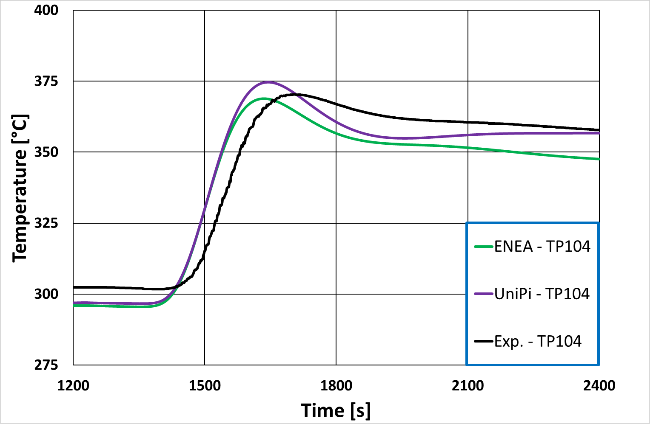 400
375
350
325
300
275
Temperature [°C]
ENEA - TP104
UniPi - TP104
Exp. - TP104
1200 1500 1800 2100 2400
Time [s]